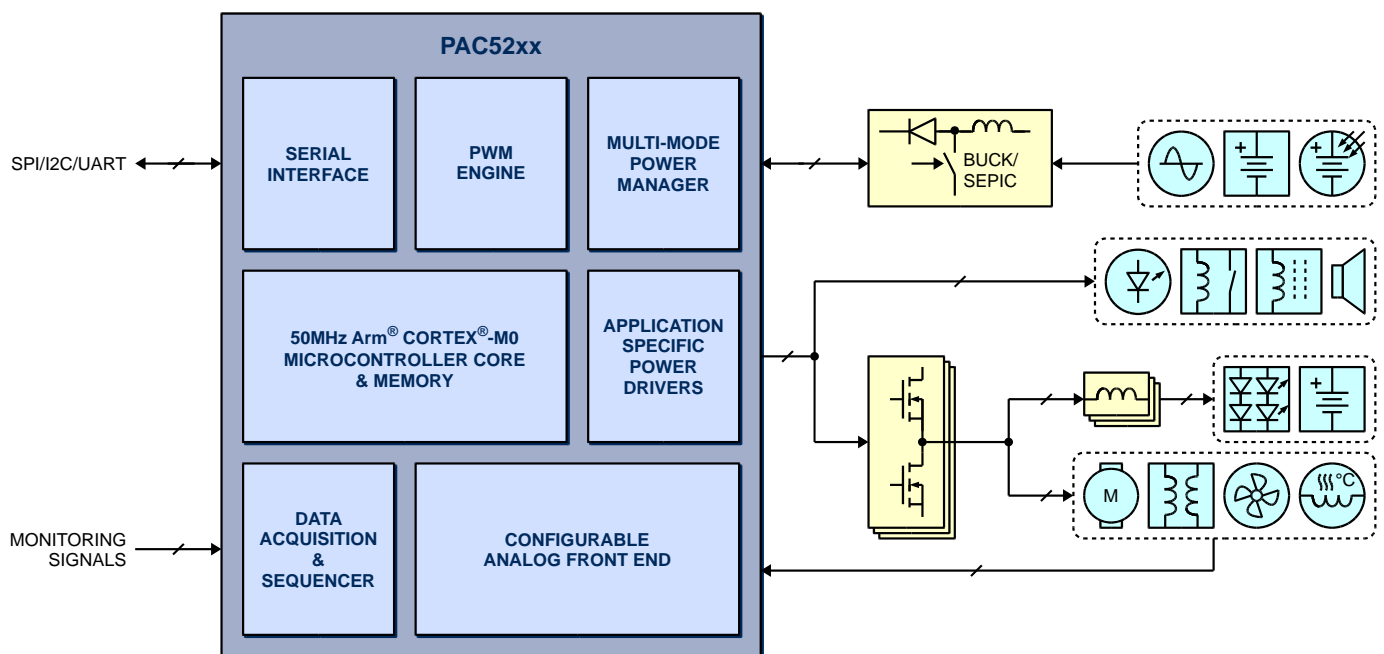 PAC52xx
SPI/I2C/UART
SERIAL
INTERFACE
PWM
ENGINE
MULTI-MODE
POWER
MANAGER
BUCK/
SEPIC
+
+
50MHz Arm® CORTEX®-M0
MICROCONTROLLER CORE
& MEMORY
APPLICATION
SPECIFIC
POWER
DRIVERS
+
MONITORING
SIGNALS
DATA
ACQUISITION
&
SEQUENCER
CONFIGURABLE
ANALOG FRONT END
M
°C